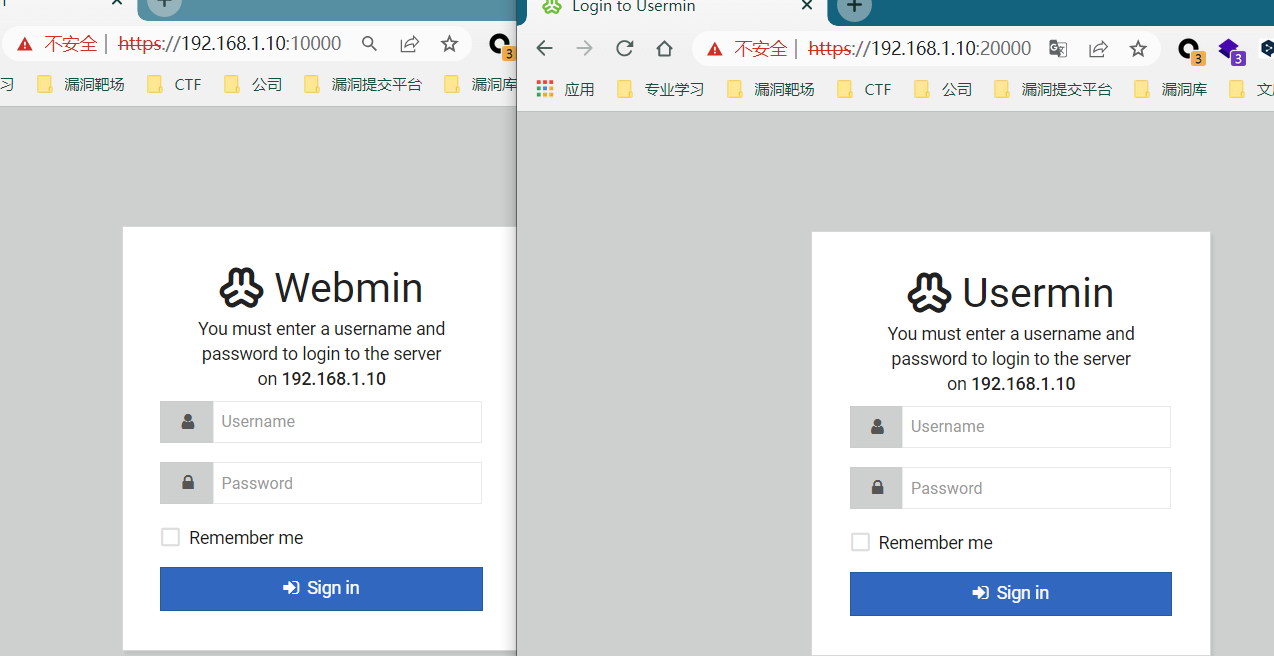 不安全 https://192.168.1.10:10000
3
习 漏洞靶场 CTF 公司 漏洞提交平台 漏洞库
Webmin
You must enter a username and
password to login to the server
on 192.168.1.10
Username
Password
Remember me
Sign in
Login to Usermin
不安全 https://192.168.1.10:20000
3 3
应用 专业学习 漏洞靶场 CTF 公司 漏洞提交平台 漏洞库
Usermin
You must enter a username and
password to login to the server
on 192.168.1.10
Username
Password
Remember me
Sign in